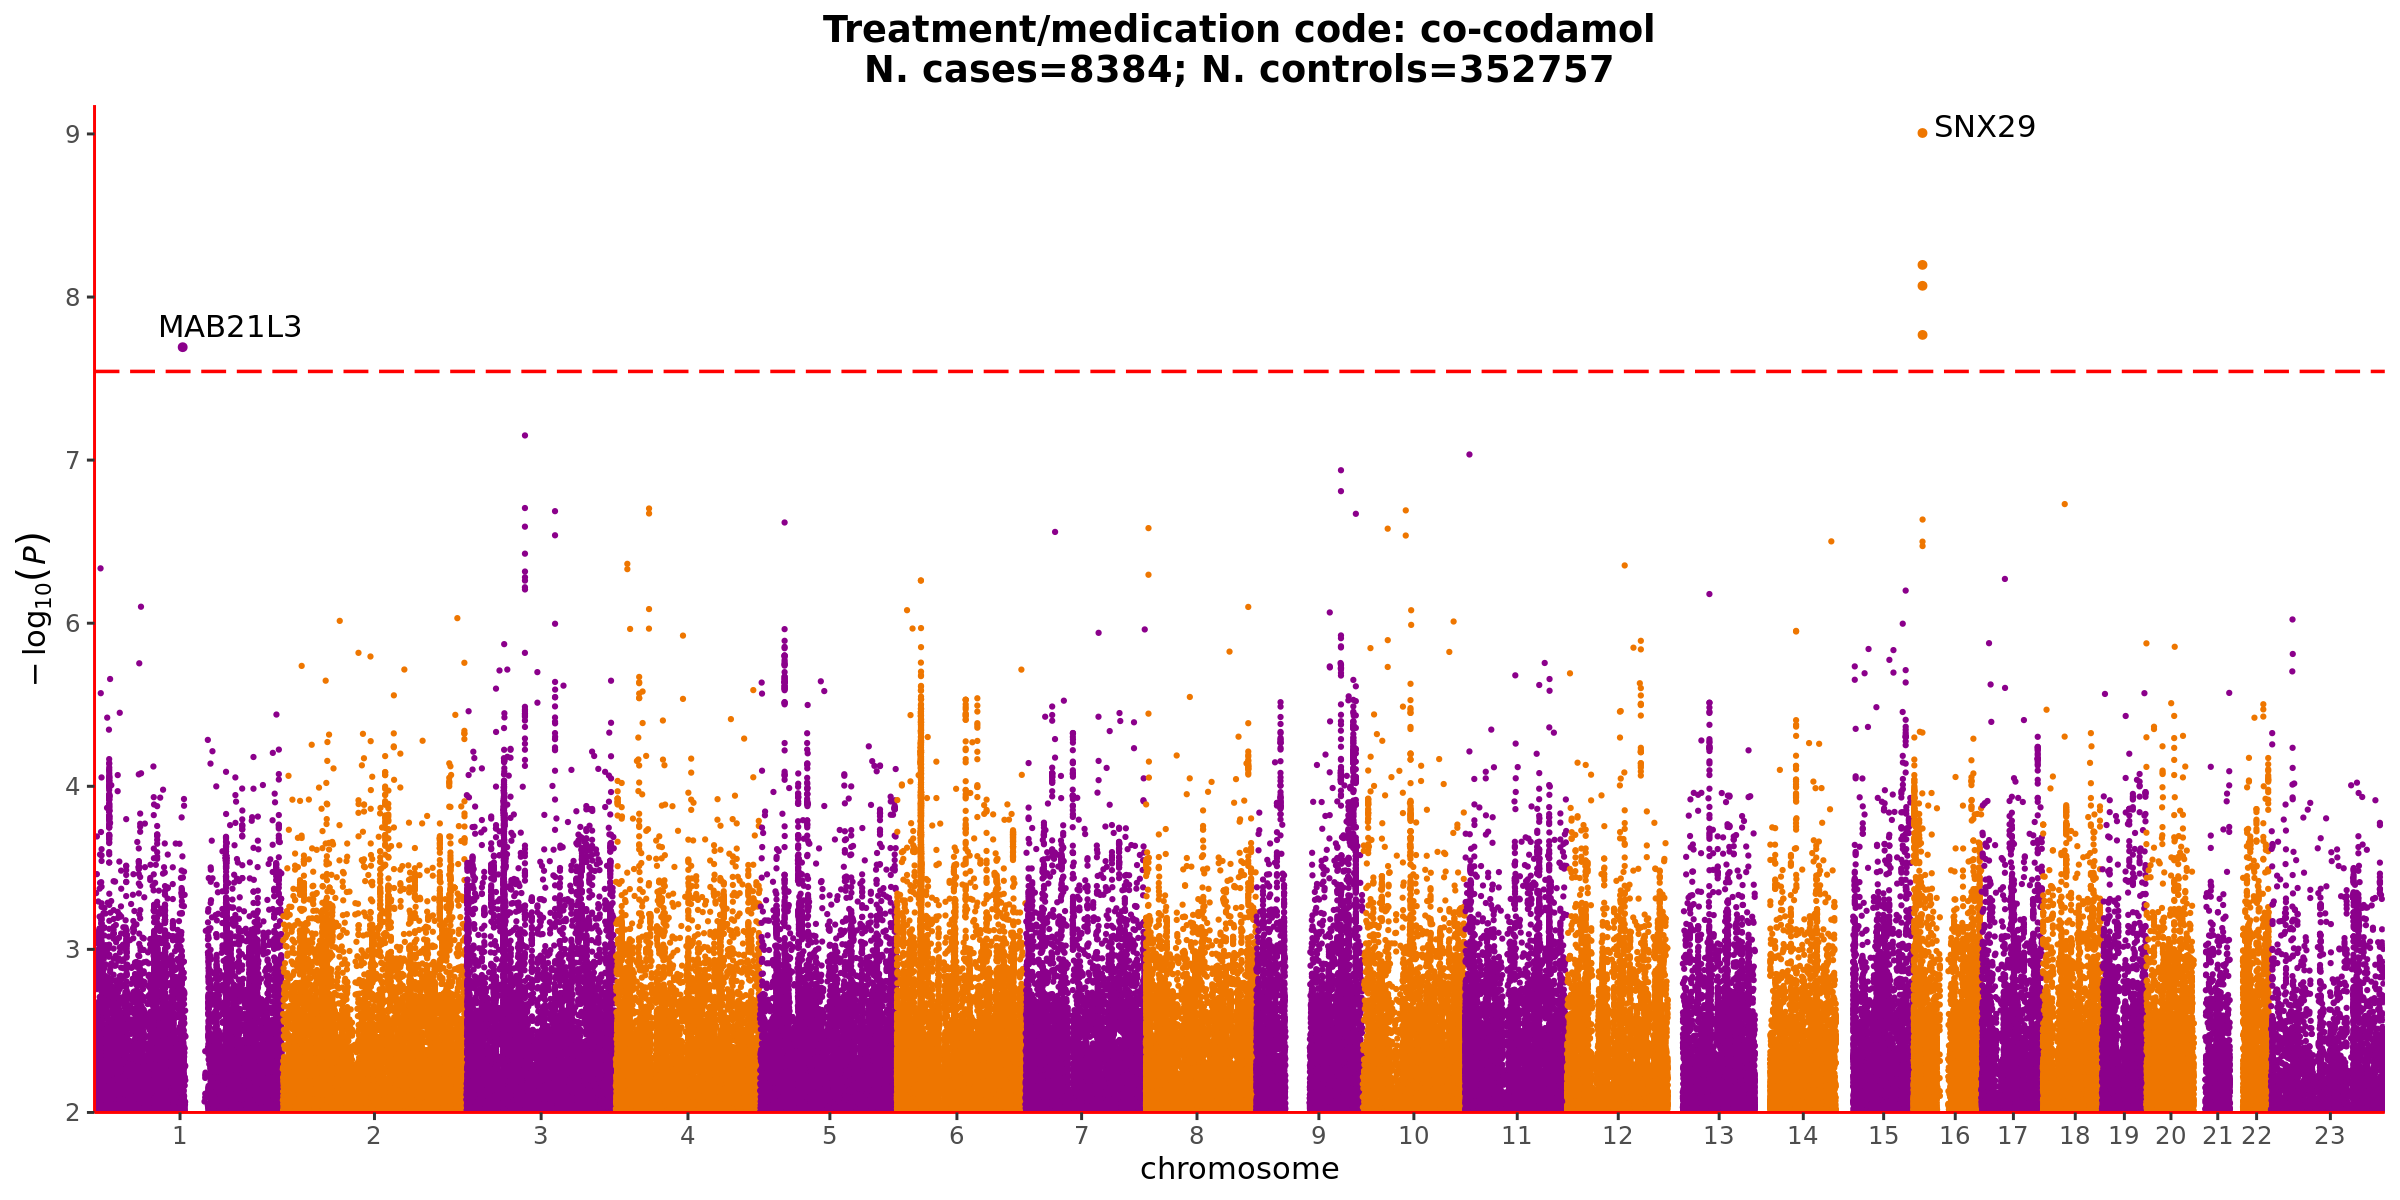 Treatment/medication code: co-codamol
N. cases=8384; N. controls=352757
9
SNX29
8
MAB21L3
7
6
4
3
2
−log₁₀(P)
1 2 3 4 5 6 7 8 9 10 11 12 13 14 15 16 17 18 19 20 21 22 23
chromosome